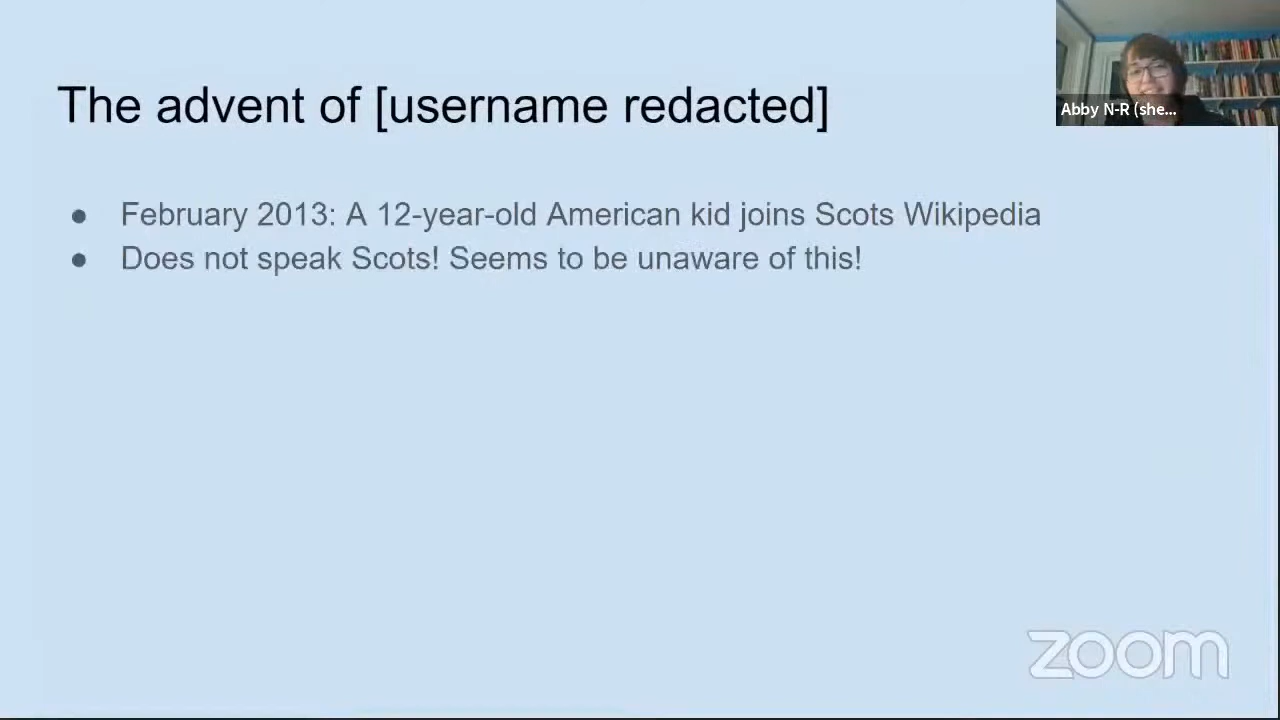 The advent of [username redacted]
Abby N-R (she...
● February 2013: A 12-year-old American kid joins Scots Wikipedia
● Does not speak Scots! Seems to be unaware of this!
zoom